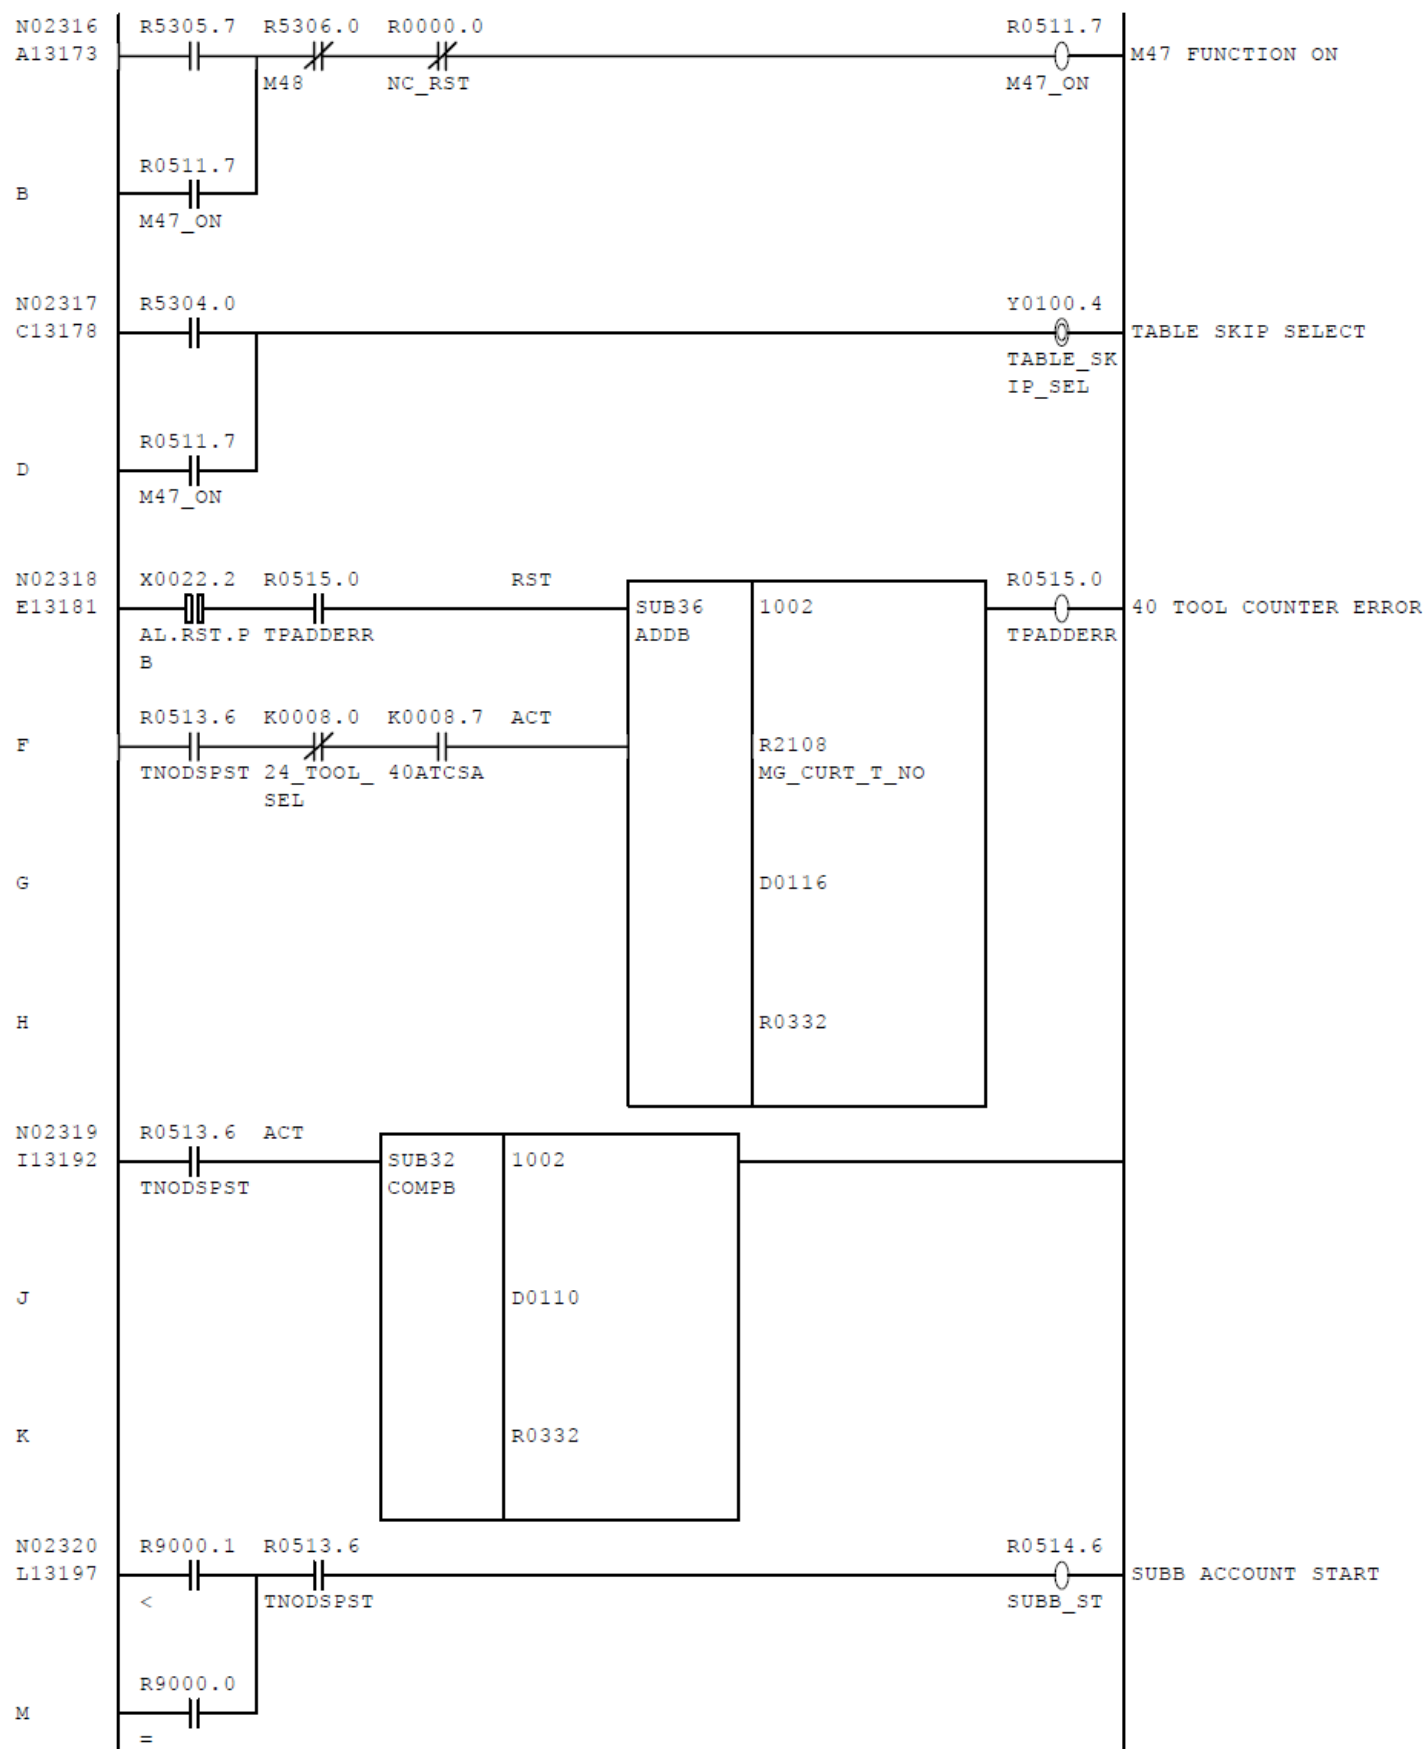 N02316 R5305.7 R5306.0 R0000.0 R0511.7
A13173 M47 FUNCTION ON
M48 NC_RST M47_ON
R0511.7
B
M47_ON
N02317 R5304.0 Y0100.4
C13178 TABLE SKIP SELECT
TABLE_SK
IP_SEL
R0511.7
D
M47_ON
N02318 X0022.2 R0515.0 RST R0515.0
E13181 SUB36 1002 40 TOOL COUNTER ERROR
AL.RST.P TPADDERR ADDB TPADDERR
B
R0513.6 K0008.0 K0008.7 ACT
F R2108
TNODSPST 24_TOOL_ 40ATCSA MG_CURT_T_NO
SEL
G D0116
H R0332
N02319 R0513.6 ACT
I13192 SUB32 1002
TNODSPST COMPB
J D0110
K R0332
N02320 R9000.1 R0513.6 R0514.6
L13197 SUBB ACCOUNT START
< TNODSPST SUBB_ST
R9000.0
M
=